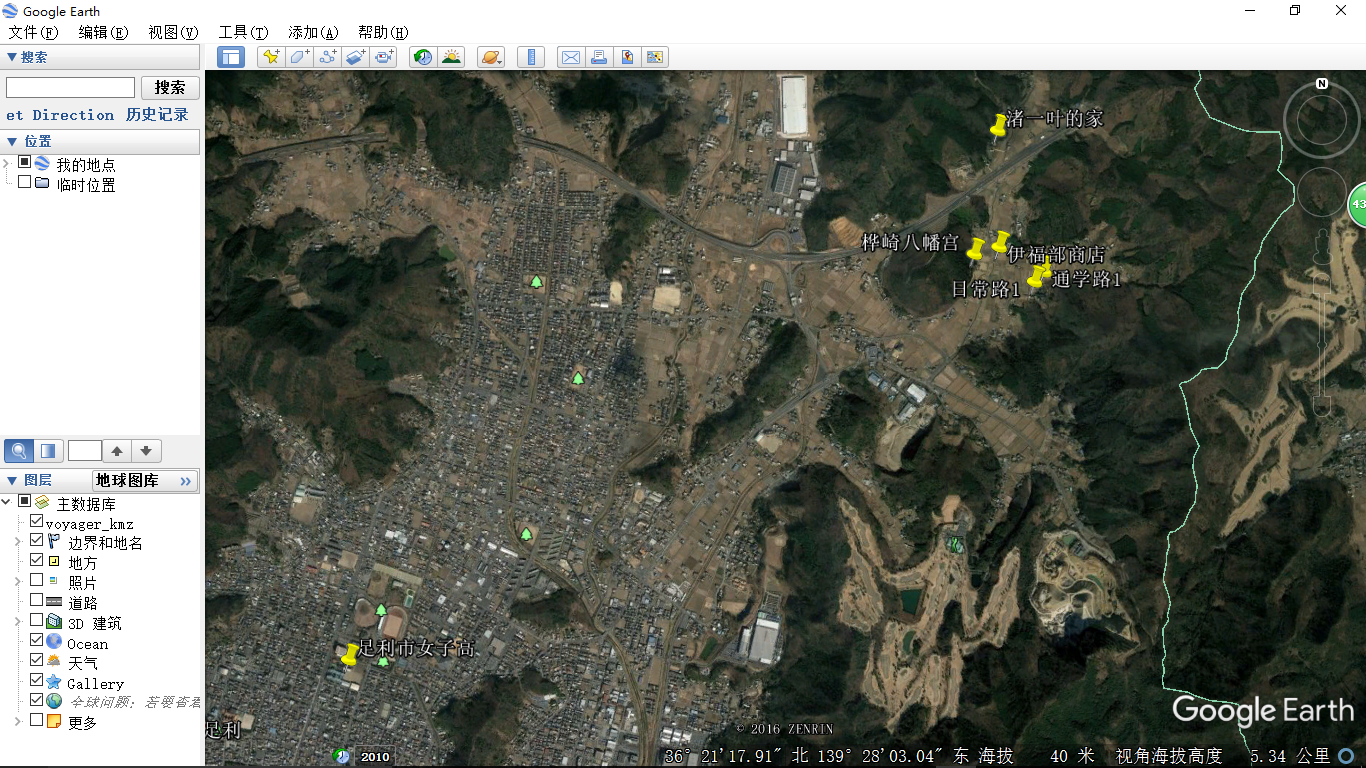 Google Earth
文件(F) 编辑(E) 视图(V) 工具(T) 添加(A) 帮助(H)
搜索
搜索
et Direction 历史记录
位置
我的地点
临时位置
图层
地球图库 »
主数据库
voyager_kmz
边界和地名
地方
照片
道路
3D 建筑
Ocean
天气
Gallery
更多
N
渚一叶的家
43
桦崎八幡宫
伊福部商店
通学路1
日常路1
足利市女子高
足利
Google Earth
© 2016 ZENRIN
2010
36° 21'17.91" 北 139° 28'03.04" 东 海拔 40 米 视角海拔高度 5.34 公里